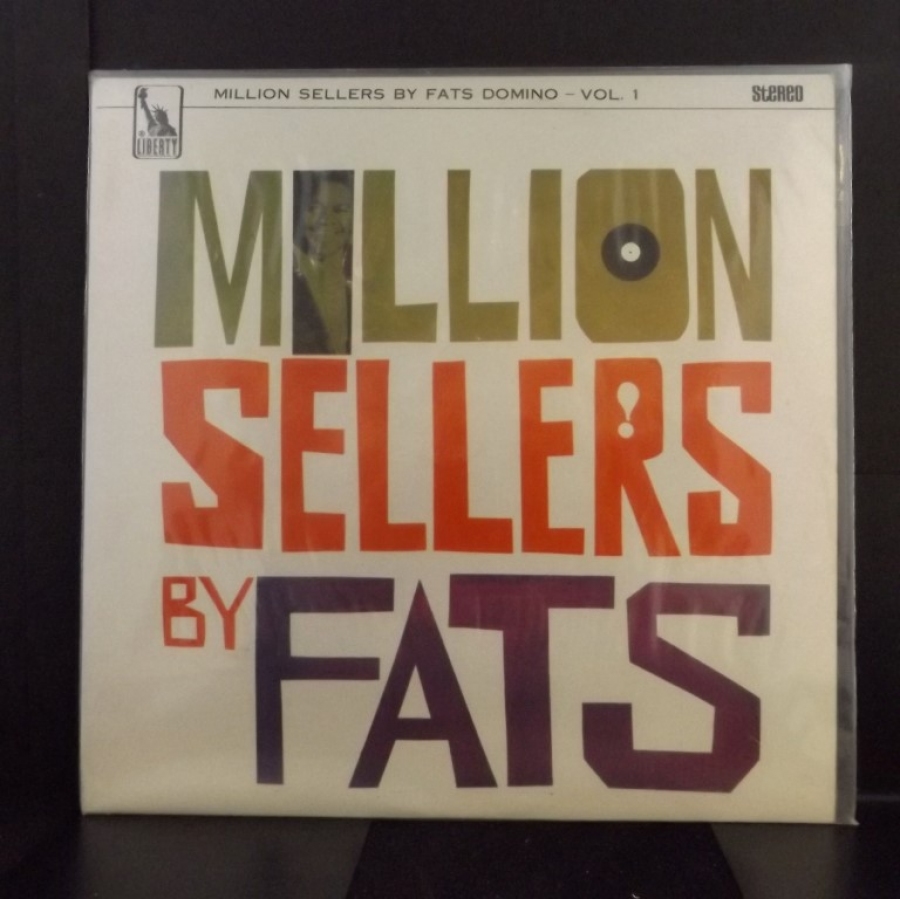 MILLION SELLERS BY FATS DOMINO – VOL. 1
STEREO
LIBERTY
MILLION
SELLERS
BY FATS